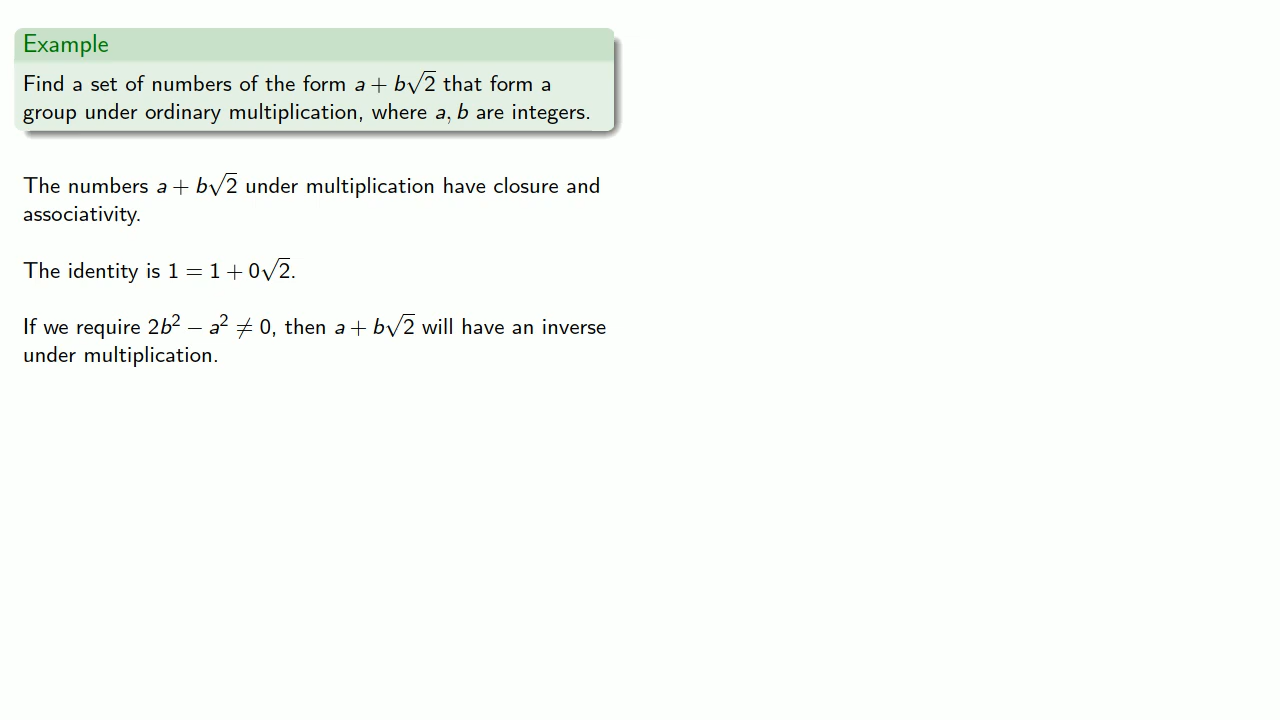 Example
Find a set of numbers of the form a + b√2 that form a
group under ordinary multiplication, where a, b are integers.
The numbers a + b√2 under multiplication have closure and
associativity.
The identity is 1 = 1 + 0√2.
If we require 2b² − a² ≠ 0, then a + b√2 will have an inverse
under multiplication.